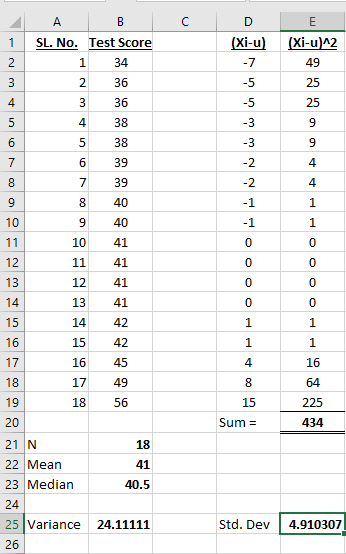 A B C D E
1 SL. No. Test Score (Xi-u) (Xi-u)^2
2 1 34 -7 49
3 2 36 -5 25
4 3 36 -5 25
5 4 38 -3 9
6 5 38 -3 9
7 6 39 -2 4
8 7 39 -2 4
9 8 40 -1 1
10 9 40 -1 1
11 10 41 0 0
12 11 41 0 0
13 12 41 0 0
14 13 41 0 0
15 14 42 1 1
16 15 42 1 1
17 16 45 4 16
18 17 49 8 64
19 18 56 15 225
20 Sum = 434
21 N 18
22 Mean 41
23 Median 40.5
24
25 Variance 24.11111 Std. Dev 4.910307
26